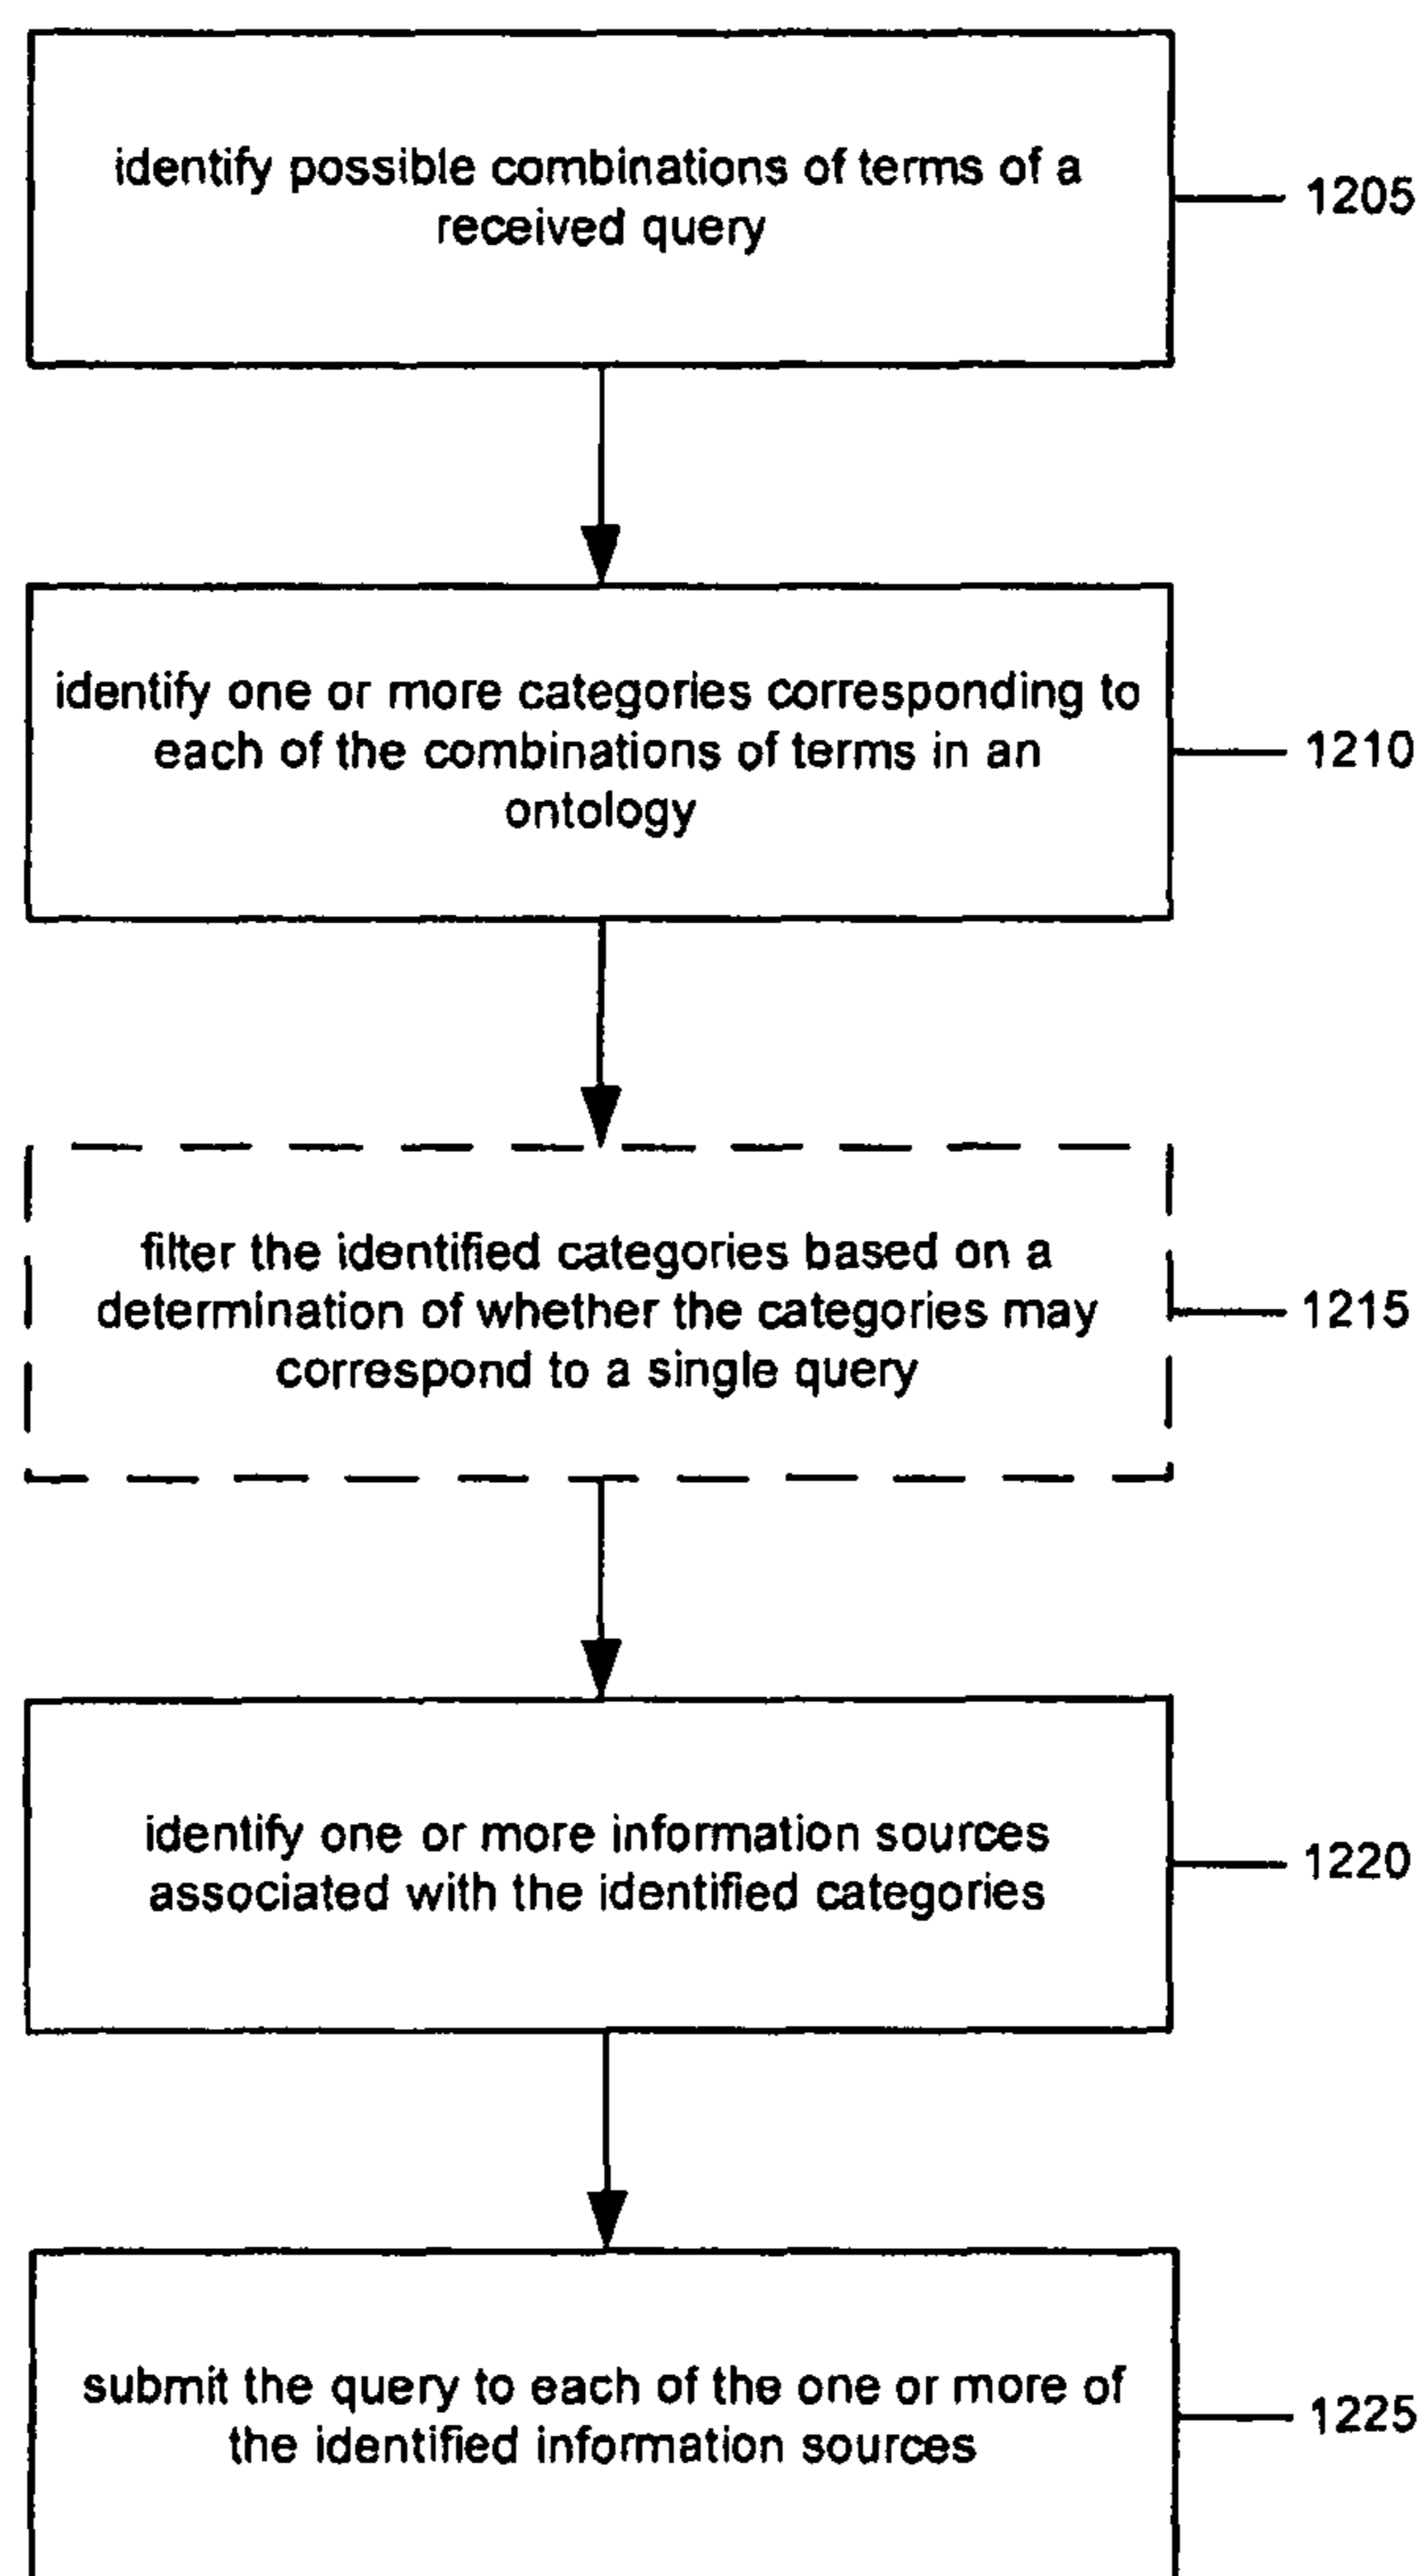 identify possible combinations of terms of a
received query
1205
identify one or more categories corresponding to
each of the combinations of terms in an
ontology
1210
filter the identified categories based on a
determination of whether the categories may
correspond to a single query
1215
identify one or more information sources
associated with the identified categories
1220
submit the query to each of the one or more of
the identified information sources
1225